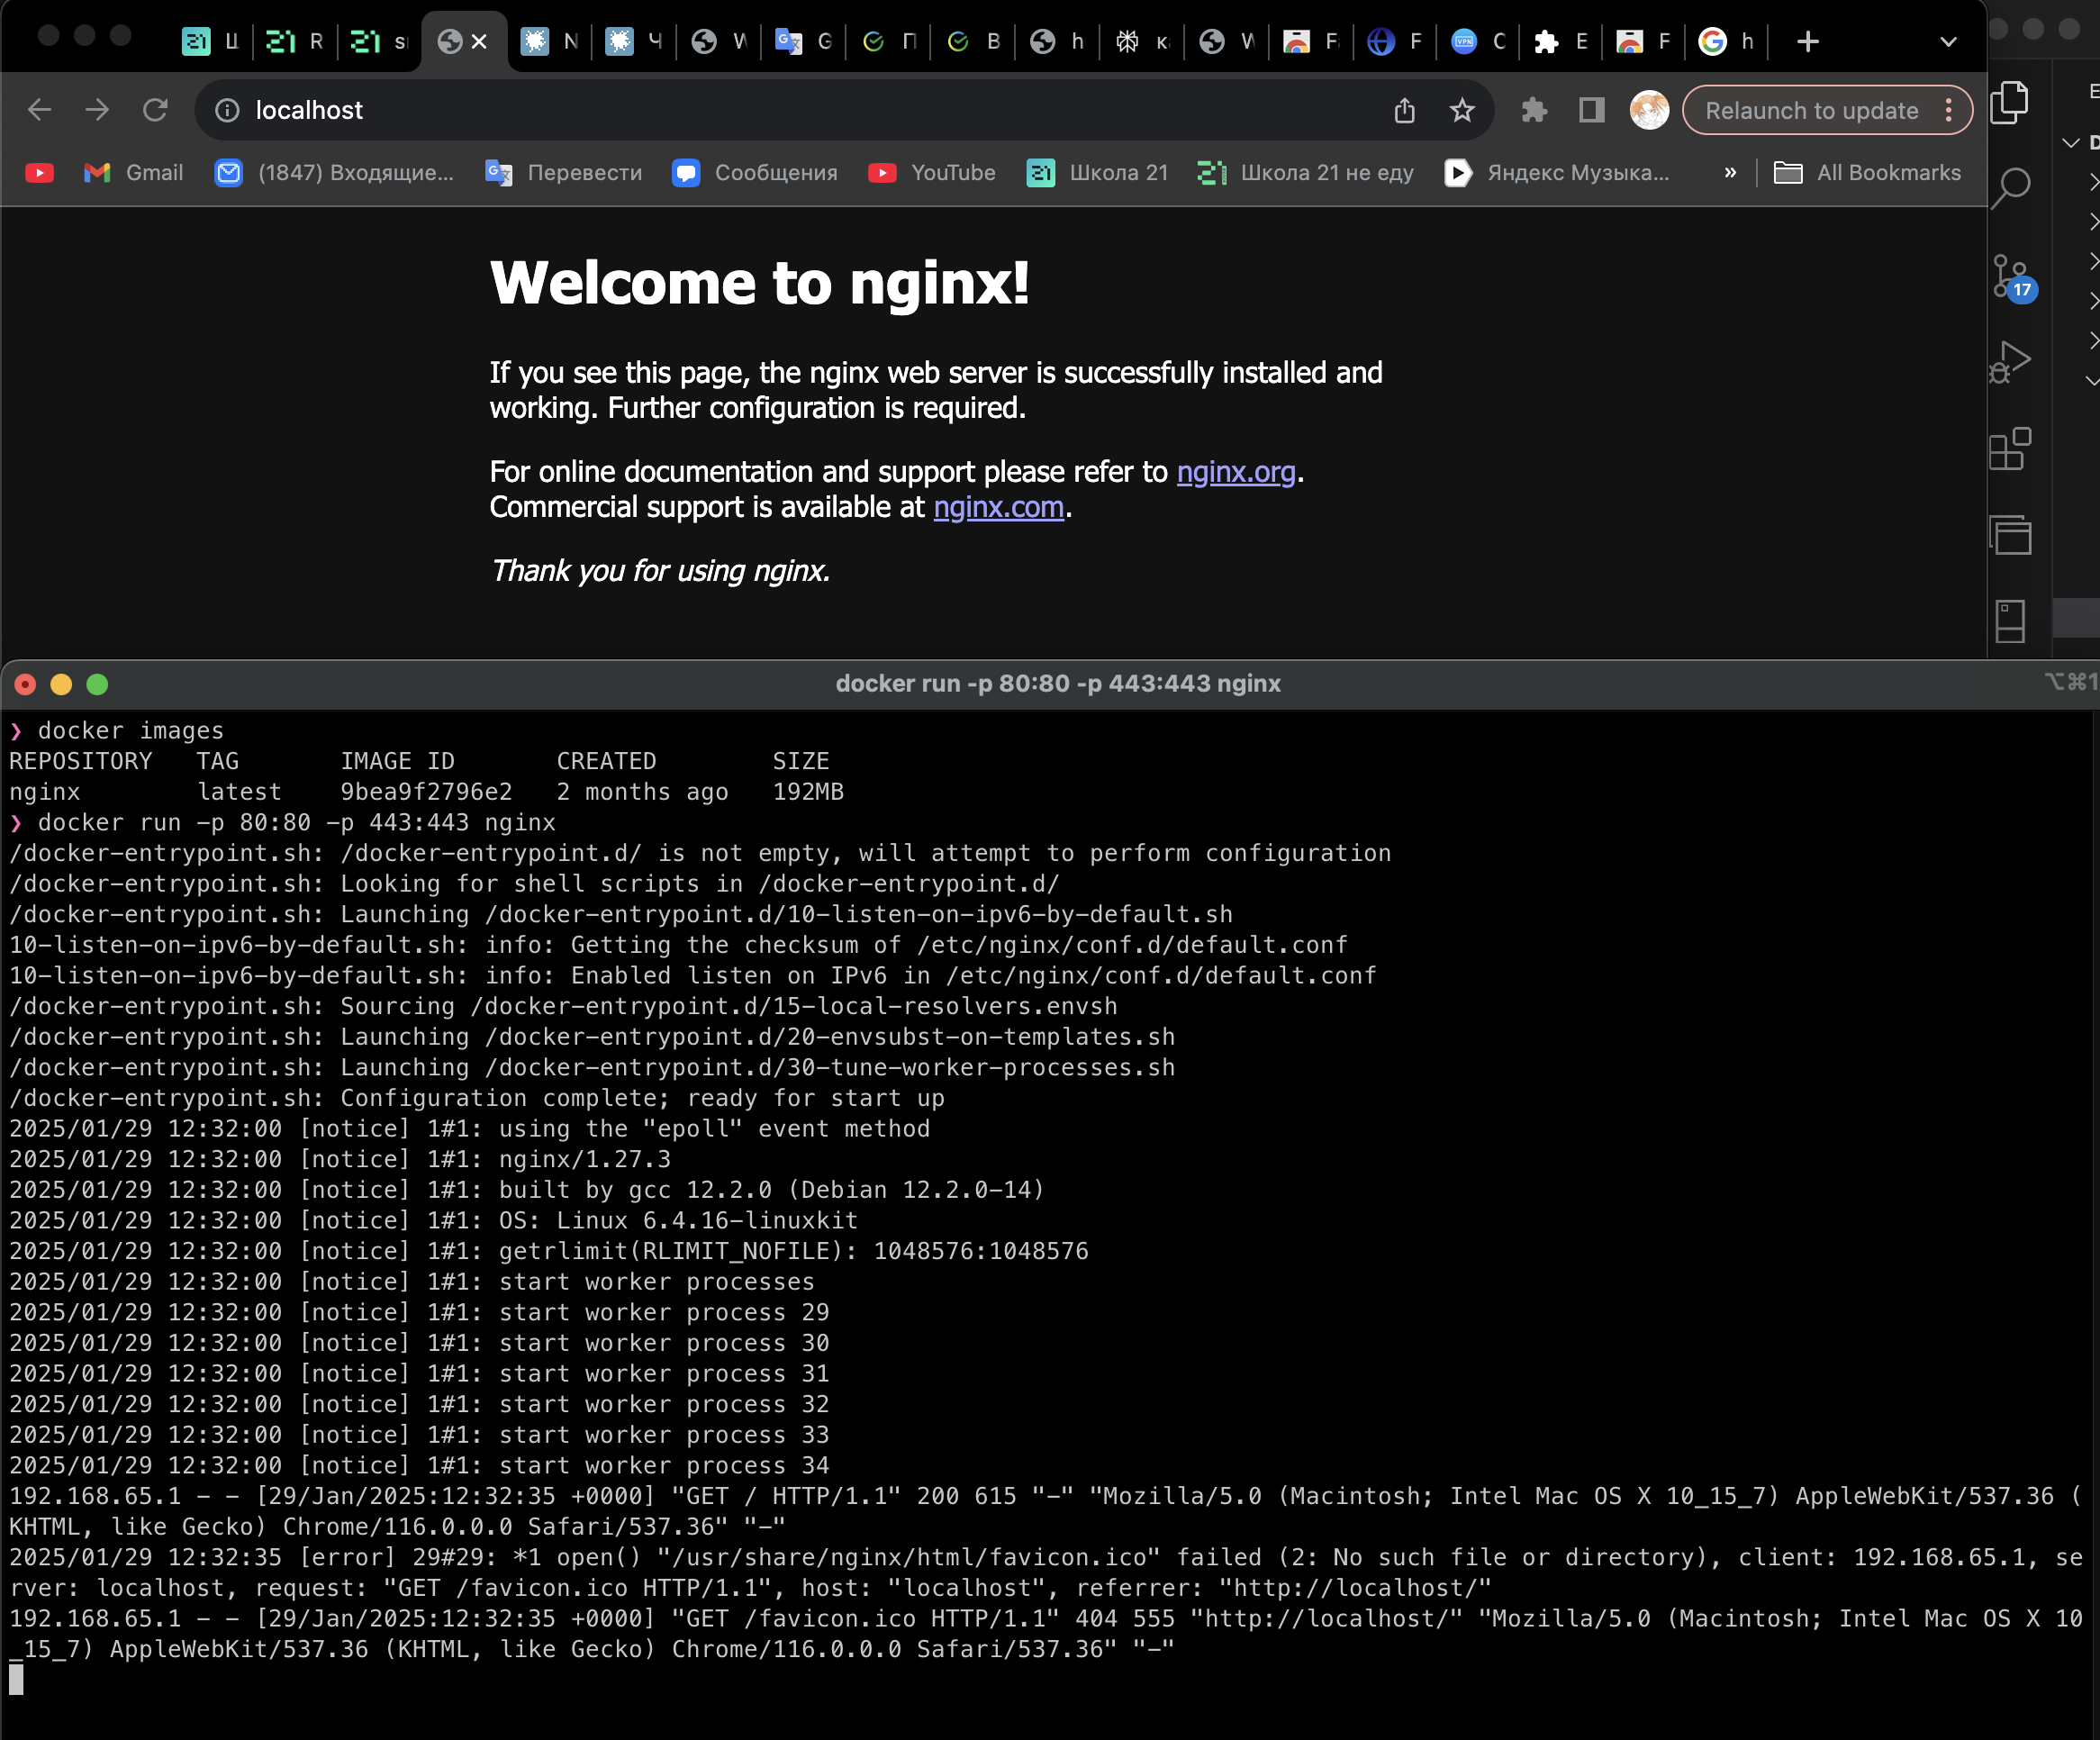 Ш
R
s
N
Ч
W
G
П
В
h
к
W
F
F
C
E
F
h
localhost
Relaunch to update
Gmail
(1847) Входящие...
Перевести
Сообщения
YouTube
21 Школа 21
Школа 21 не еду
Яндекс Музыка...
»
All Bookmarks
17
Welcome to nginx!
If you see this page, the nginx web server is successfully installed and
working. Further configuration is required.
For online documentation and support please refer to nginx.org.
Commercial support is available at nginx.com.
Thank you for using nginx.
docker run -p 80:80 -p 443:443 nginx
⌥⌘1
❯ docker images
REPOSITORY TAG IMAGE ID CREATED SIZE
nginx latest 9bea9f2796e2 2 months ago 192MB
❯ docker run -p 80:80 -p 443:443 nginx
/docker-entrypoint.sh: /docker-entrypoint.d/ is not empty, will attempt to perform configuration
/docker-entrypoint.sh: Looking for shell scripts in /docker-entrypoint.d/
/docker-entrypoint.sh: Launching /docker-entrypoint.d/10-listen-on-ipv6-by-default.sh
10-listen-on-ipv6-by-default.sh: info: Getting the checksum of /etc/nginx/conf.d/default.conf
10-listen-on-ipv6-by-default.sh: info: Enabled listen on IPv6 in /etc/nginx/conf.d/default.conf
/docker-entrypoint.sh: Sourcing /docker-entrypoint.d/15-local-resolvers.envsh
/docker-entrypoint.sh: Launching /docker-entrypoint.d/20-envsubst-on-templates.sh
/docker-entrypoint.sh: Launching /docker-entrypoint.d/30-tune-worker-processes.sh
/docker-entrypoint.sh: Configuration complete; ready for start up
2025/01/29 12:32:00 [notice] 1#1: using the "epoll" event method
2025/01/29 12:32:00 [notice] 1#1: nginx/1.27.3
2025/01/29 12:32:00 [notice] 1#1: built by gcc 12.2.0 (Debian 12.2.0-14)
2025/01/29 12:32:00 [notice] 1#1: OS: Linux 6.4.16-linuxkit
2025/01/29 12:32:00 [notice] 1#1: getrlimit(RLIMIT_NOFILE): 1048576:1048576
2025/01/29 12:32:00 [notice] 1#1: start worker processes
2025/01/29 12:32:00 [notice] 1#1: start worker process 29
2025/01/29 12:32:00 [notice] 1#1: start worker process 30
2025/01/29 12:32:00 [notice] 1#1: start worker process 31
2025/01/29 12:32:00 [notice] 1#1: start worker process 32
2025/01/29 12:32:00 [notice] 1#1: start worker process 33
2025/01/29 12:32:00 [notice] 1#1: start worker process 34
192.168.65.1 - - [29/Jan/2025:12:32:35 +0000] "GET / HTTP/1.1" 200 615 "-" "Mozilla/5.0 (Macintosh; Intel Mac OS X 10_15_7) AppleWebKit/537.36 (
KHTML, like Gecko) Chrome/116.0.0.0 Safari/537.36" "-"
2025/01/29 12:32:35 [error] 29#29: *1 open() "/usr/share/nginx/html/favicon.ico" failed (2: No such file or directory), client: 192.168.65.1, se
rver: localhost, request: "GET /favicon.ico HTTP/1.1", host: "localhost", referrer: "http://localhost/"
192.168.65.1 - - [29/Jan/2025:12:32:35 +0000] "GET /favicon.ico HTTP/1.1" 404 555 "http://localhost/" "Mozilla/5.0 (Macintosh; Intel Mac OS X 10
_15_7) AppleWebKit/537.36 (KHTML, like Gecko) Chrome/116.0.0.0 Safari/537.36" "-"